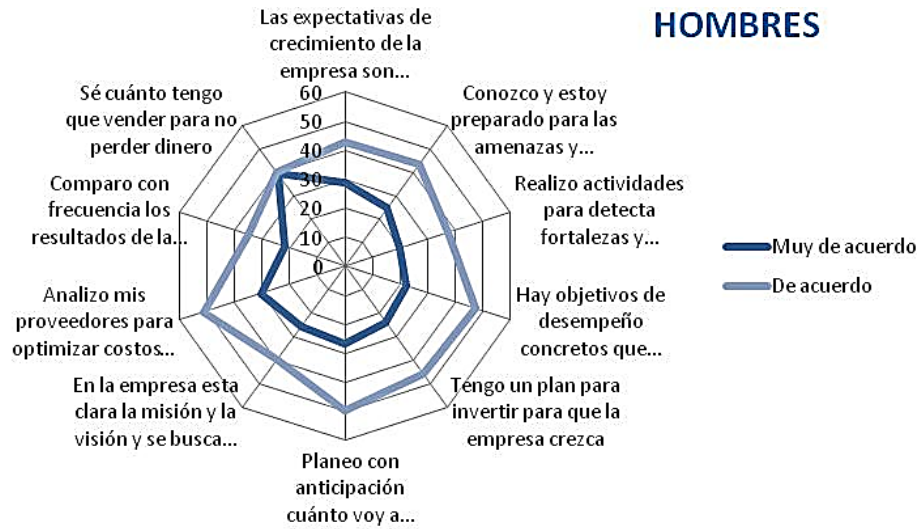 HOMBRES
Las expectativas de
crecimiento de la
empresa son...
Conozco y estoy
preparado para las
amenazas y...
Realizo actividades
para detecta
fortalezas y...
Hay objetivos de
desempeño
concretos que...
Tengo un plan para
invertir para que la
empresa crezca
Planeo con
anticipación
cuánto voy a...
En la empresa esta
clara la misión y la
visión y se busca...
Analizo mis
proveedores para
optimizar costos...
Comparo con
frecuencia los
resultados de la...
Sé cuánto tengo
que vender para no
perder dinero
60
50
40
30
20
10
0
Muy de acuerdo
De acuerdo